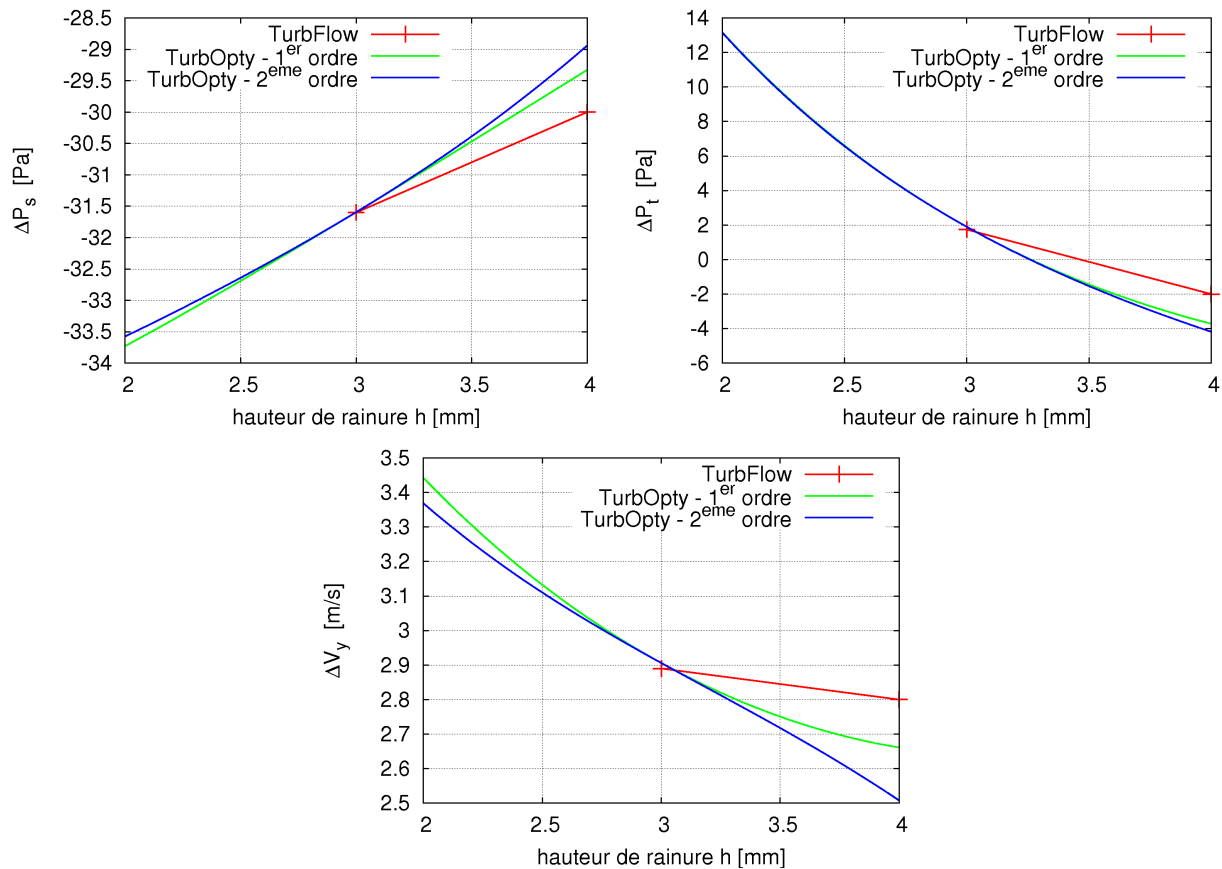 -28.5
-29
-29.5
-30
-30.5
-31
-31.5
-32
-32.5
-33
-33.5
-34
2 2.5 3 3.5 4
ΔPs [Pa]
hauteur de rainure h [mm]
TurbFlow
TurbOpty - 1er ordre
TurbOpty - 2eme ordre
14
12
10
8
6
4
2
0
-2
-4
-6
2 2.5 3 3.5 4
ΔPt [Pa]
hauteur de rainure h [mm]
TurbFlow
TurbOpty - 1er ordre
TurbOpty - 2eme ordre
3.5
3.4
3.3
3.2
3.1
3
2.9
2.8
2.7
2.6
2.5
2 2.5 3 3.5 4
ΔVy [m/s]
hauteur de rainure h [mm]
TurbFlow
TurbOpty - 1er ordre
TurbOpty - 2eme ordre